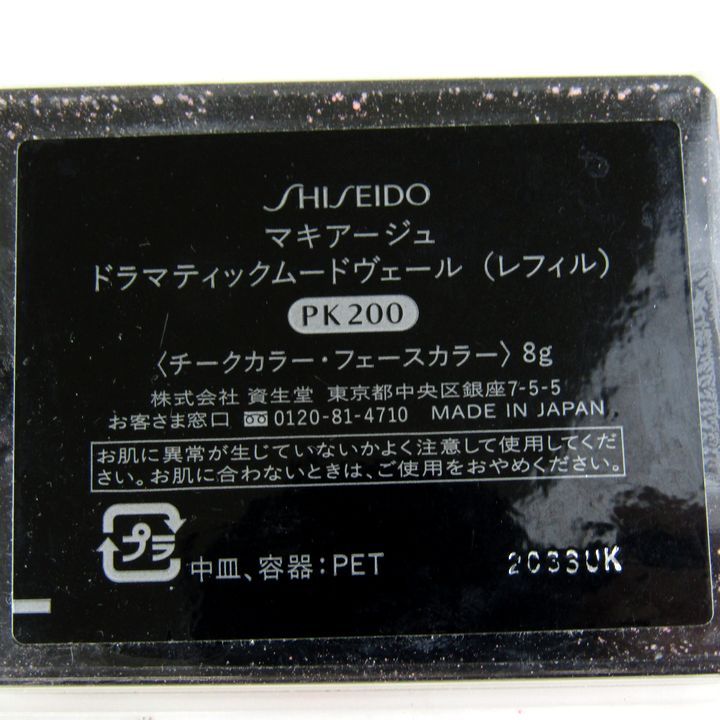 SHISEIDO
マキアージュ
ドラマティックムードヴェール（レフィル）
PK 200
〈チークカラー・フェースカラー〉8g
株式会社 資生堂 東京都中央区銀座7-5-5
お客さま窓口 0120-81-4710 MADE IN JAPAN
お肌に異常が生じていないかよく注意して使用してくだ
さい。お肌に合わないときは、ご使用をおやめください。
プラ
中皿、容器：PET
2033UK